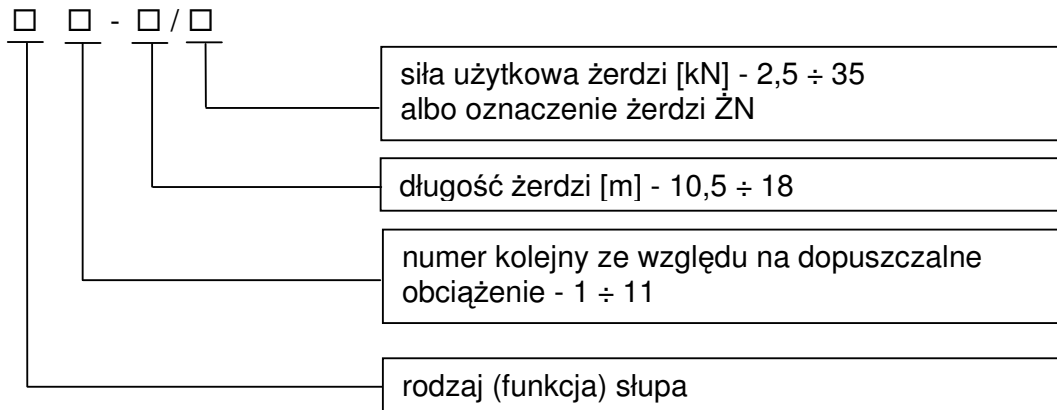 □ □ - □ / □
siła użytkowa żerdzi [kN] - 2,5 ÷ 35
albo oznaczenie żerdzi ŻN
długość żerdzi [m] - 10,5 ÷ 18
numer kolejny ze względu na dopuszczalne
obciążenie - 1 ÷ 11
rodzaj (funkcja) słupa